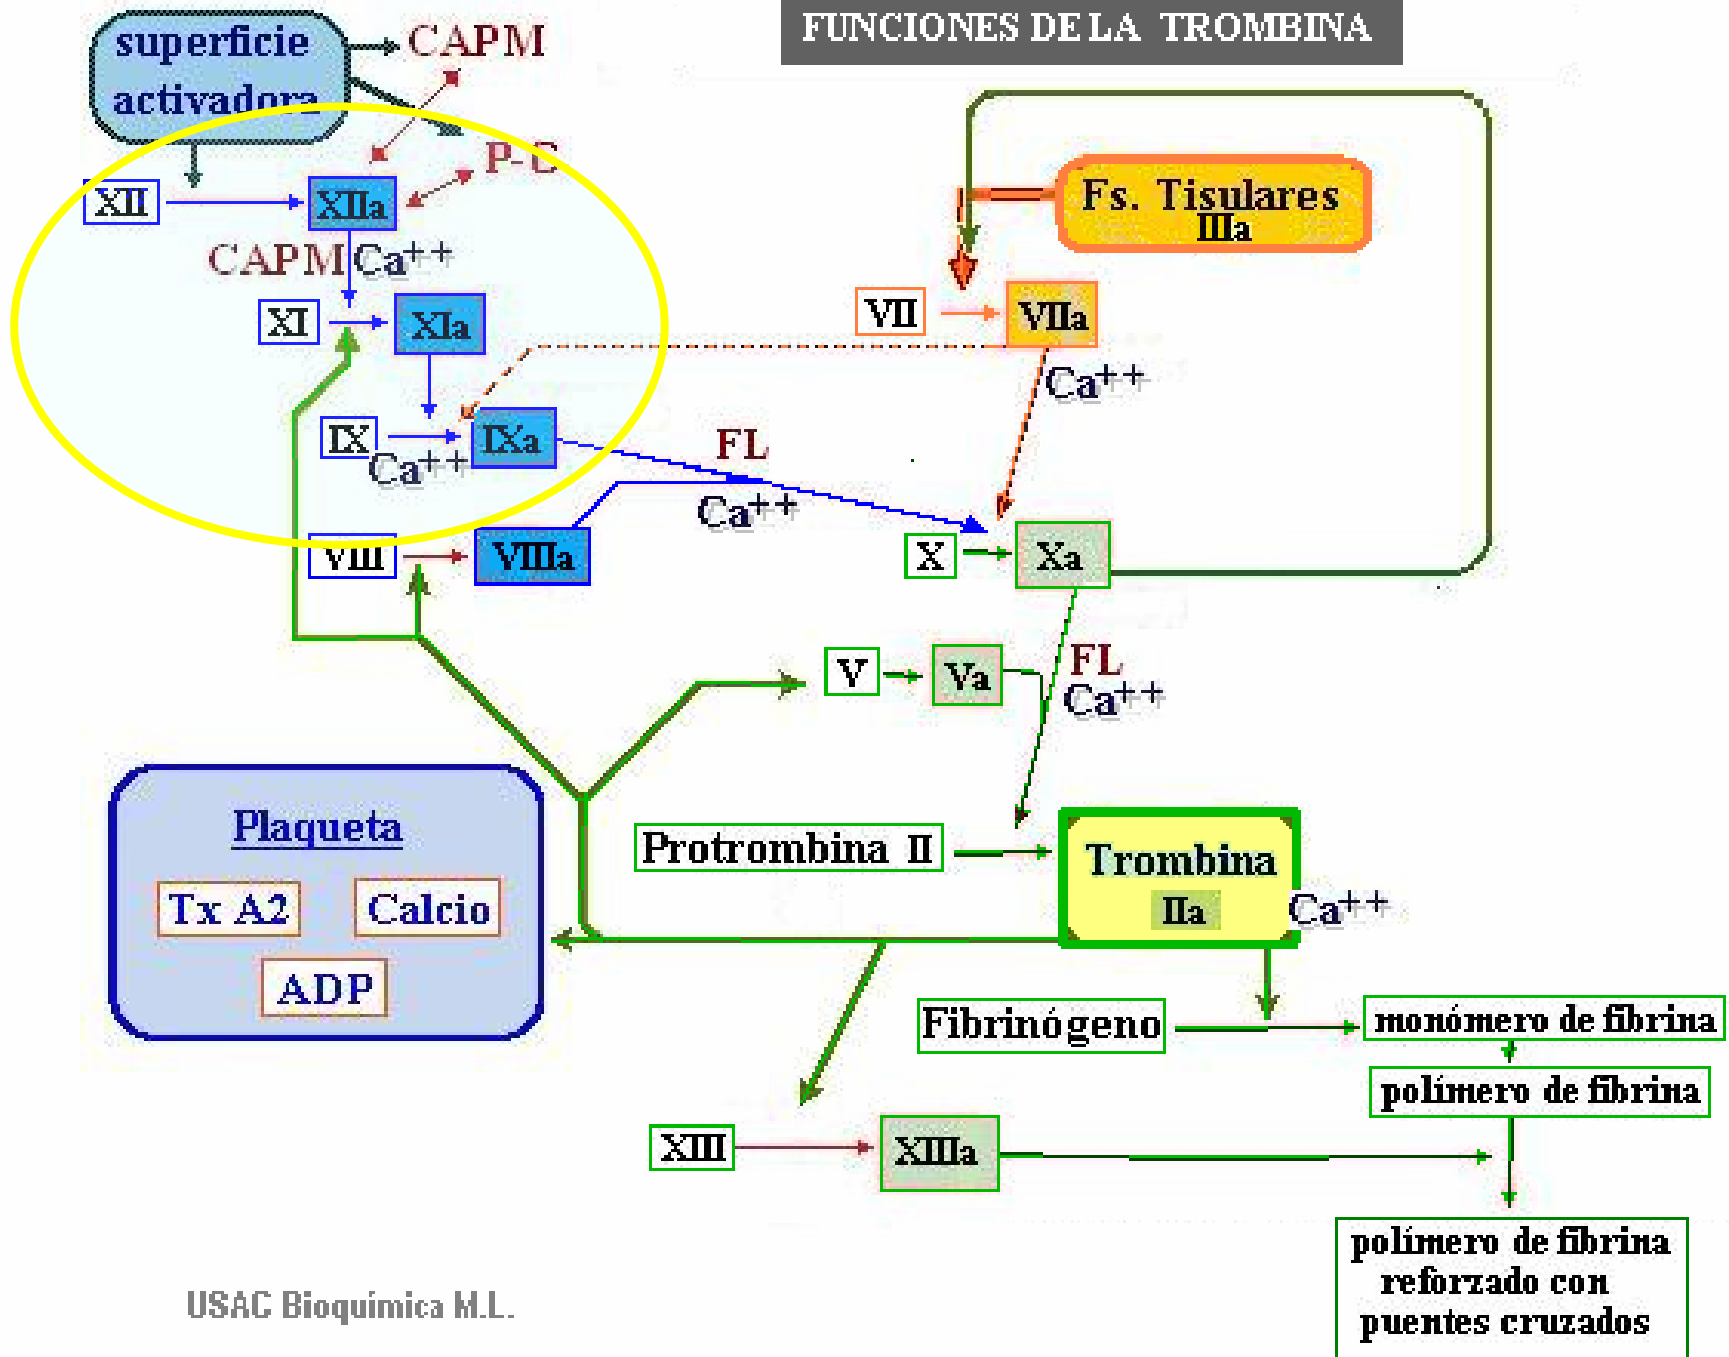 FUNCIONES DE LA TROMBINA
superficie
activadora
CAPM
P-C
XII
XIIa
CAPM
Ca++
XI
XIa
IX
Ca++
IXa
VIII
VIIIa
FL
Ca++
Fs. Tisulares
IIIa
VII
VIIa
Ca++
X
Xa
V
Va
FL
Ca++
Protrombina II
Trombina
IIa
Ca++
Plaqueta
Tx A2
Calcio
ADP
Fibrinógeno
monómero de fibrina
polímero de fibrina
XIII
XIIIa
polímero de fibrina
reforzado con
puentes cruzados
USAC Bioquímica M.L.